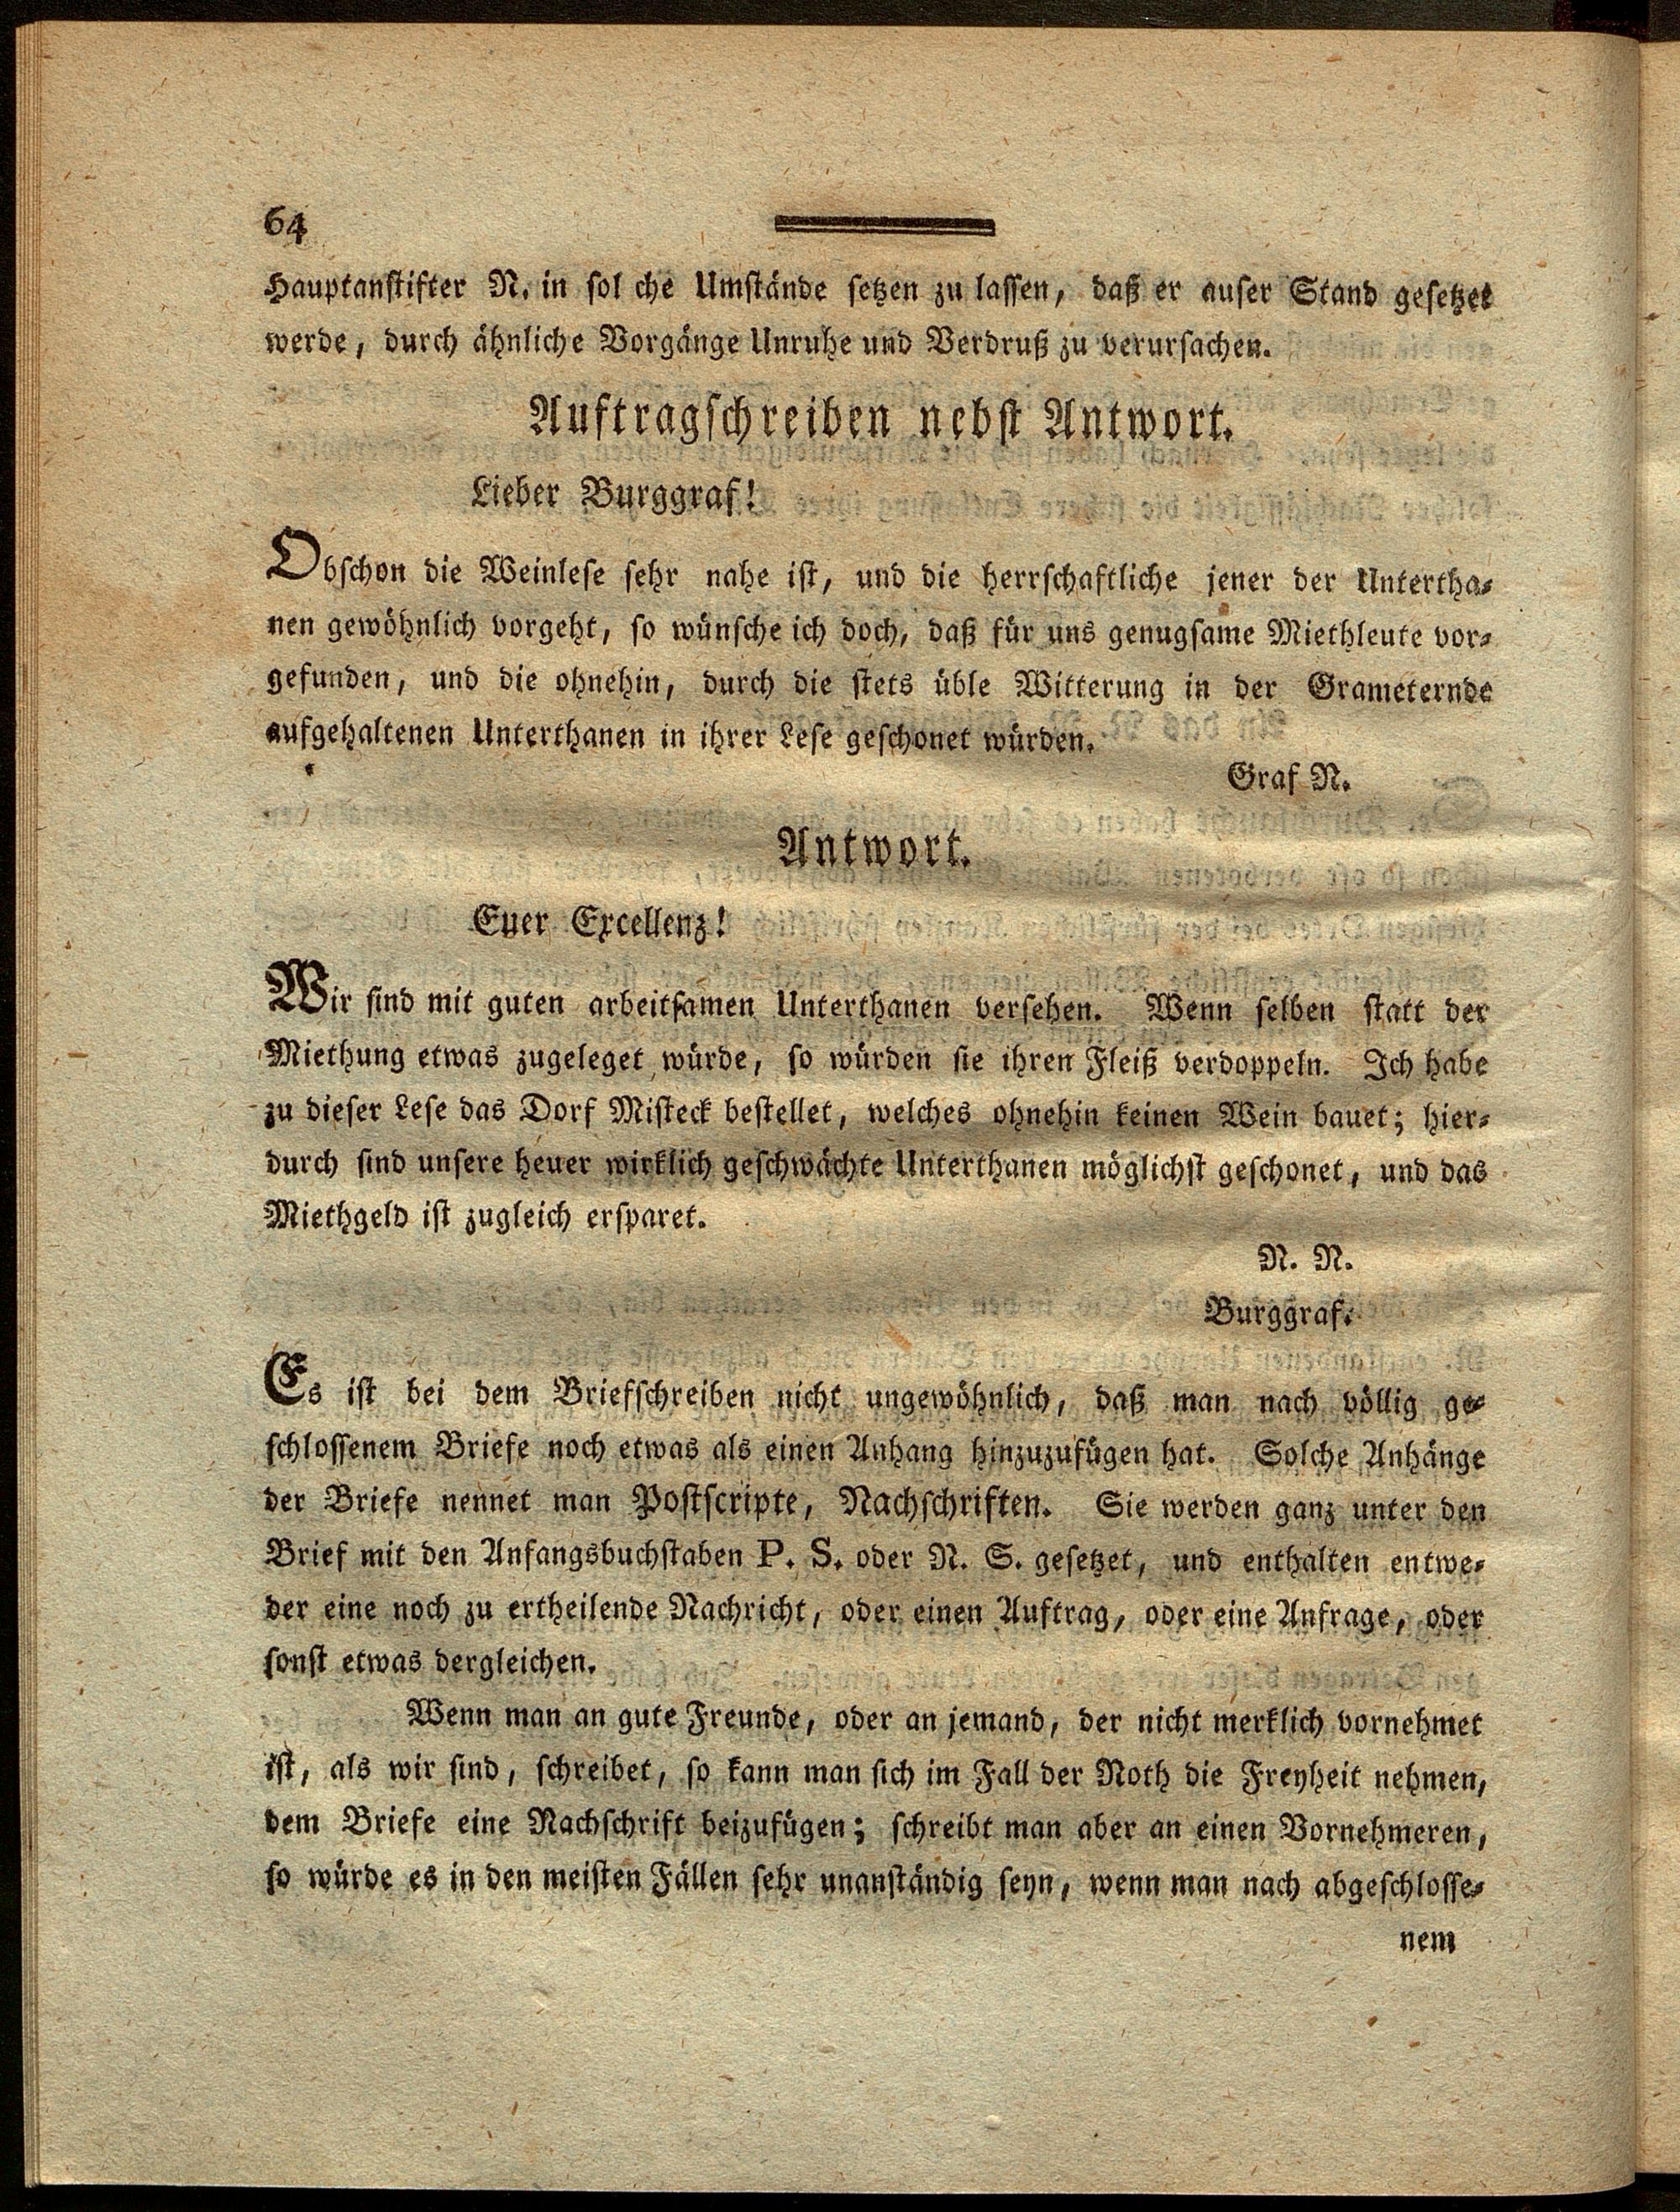 64
Hauptanstifter N. in sol che Umstände setzen zu lassen, daß er auser Stand gesetzet
werde, durch ähnliche Vorgänge Unruhe und Verdruß zu verursachen.
Auftragschreiben nebst Antwort.
Lieber Burggraf!
Obschon die Weinlese sehr nahe ist, und die herrschaftliche jener der Untertha-
nen gewöhnlich vorgeht, so wünsche ich doch, daß für uns genugsame Miethleute vor-
gefunden, und die ohnehin, durch die stets üble Witterung in der Grameternde
aufgehaltenen Unterthanen in ihrer Lese geschonet würden.
Graf N.
Antwort.
Euer Excellenz!
Wir sind mit guten arbeitsamen Unterthanen versehen. Wenn selben statt der
Miethung etwas zugeleget würde, so würden sie ihren Fleiß verdoppeln. Ich habe
zu dieser Lese das Dorf Misteck bestellet, welches ohnehin keinen Wein bauet; hier-
durch sind unsere heuer wirklich geschwächte Unterthanen möglichst geschonet, und das
Miethgeld ist zugleich ersparet.
N. N.
Burggraf.
Es ist bei dem Briefschreiben nicht ungewöhnlich, daß man nach völlig ge-
schlossenem Briefe noch etwas als einen Anhang hinzuzufügen hat. Solche Anhänge
der Briefe nennet man Postscripte, Nachschriften. Sie werden ganz unter den
Brief mit den Anfangsbuchstaben P. S. oder N. S. gesetzet, und enthalten entwe-
der eine noch zu ertheilende Nachricht, oder einen Auftrag, oder eine Anfrage, oder
sonst etwas dergleichen.
Wenn man an gute Freunde, oder an jemand, der nicht merklich vornehmet
ist, als wir sind, schreibet, so kann man sich im Fall der Noth die Freyheit nehmen,
dem Briefe eine Nachschrift beizufügen; schreibt man aber an einen Vornehmeren,
so würde es in den meisten Fällen sehr unanständig seyn, wenn man nach abgeschlosse-
nem